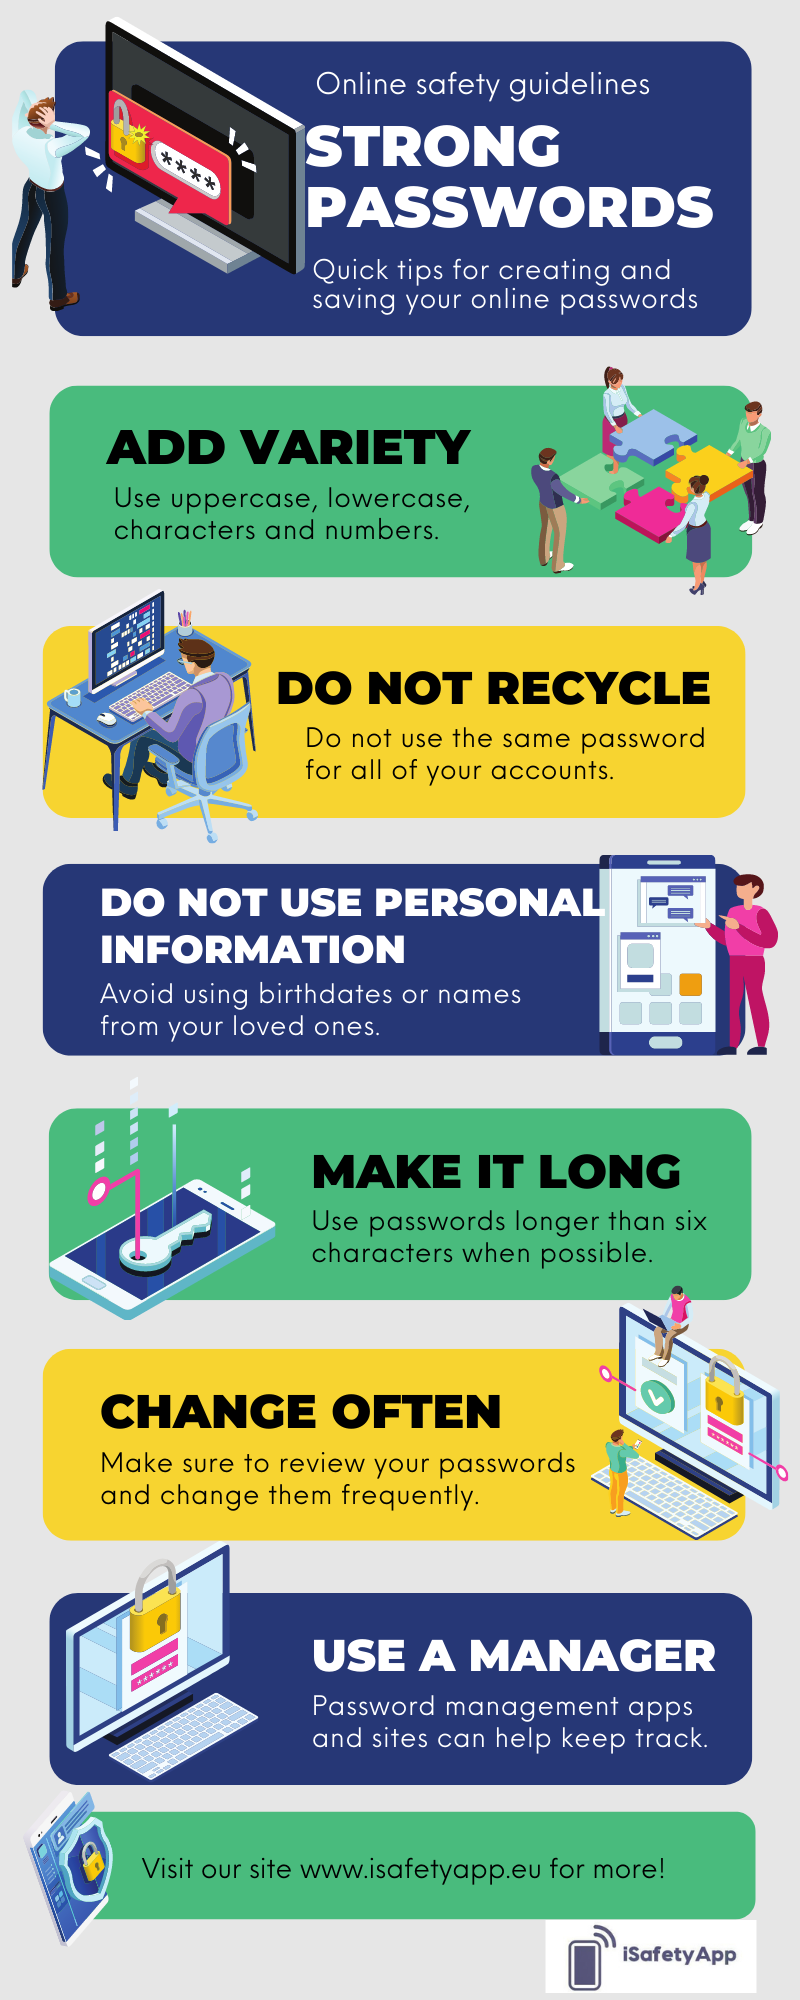 Online safety guidelines
STRONG
PASSWORDS
Quick tips for creating and
saving your online passwords
ADD VARIETY
Use uppercase, lowercase,
characters and numbers.
DO NOT RECYCLE
Do not use the same password
for all of your accounts.
DO NOT USE PERSONAL
INFORMATION
Avoid using birthdates or names
from your loved ones.
MAKE IT LONG
Use passwords longer than six
characters when possible.
CHANGE OFTEN
Make sure to review your passwords
and change them frequently.
USE A MANAGER
Password management apps
and sites can help keep track.
Visit our site www.isafetyapp.eu for more!
iSafetyApp